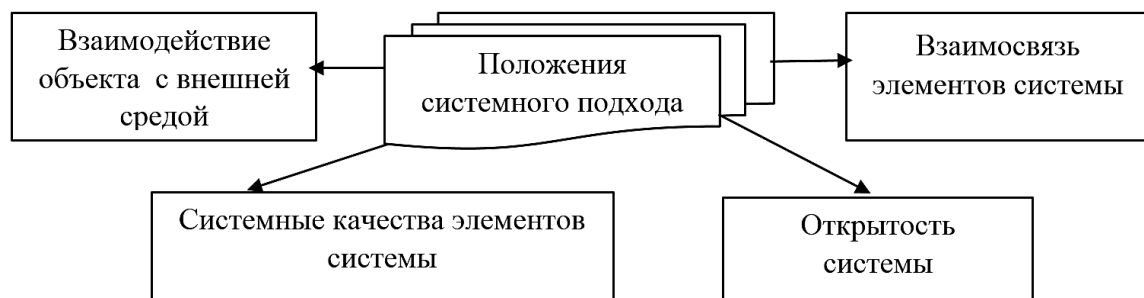 Взаимодействие
объекта с внешней
средой
Положения
системного подхода
Взаимосвязь
элементов системы
Системные качества элементов
системы
Открытость
системы